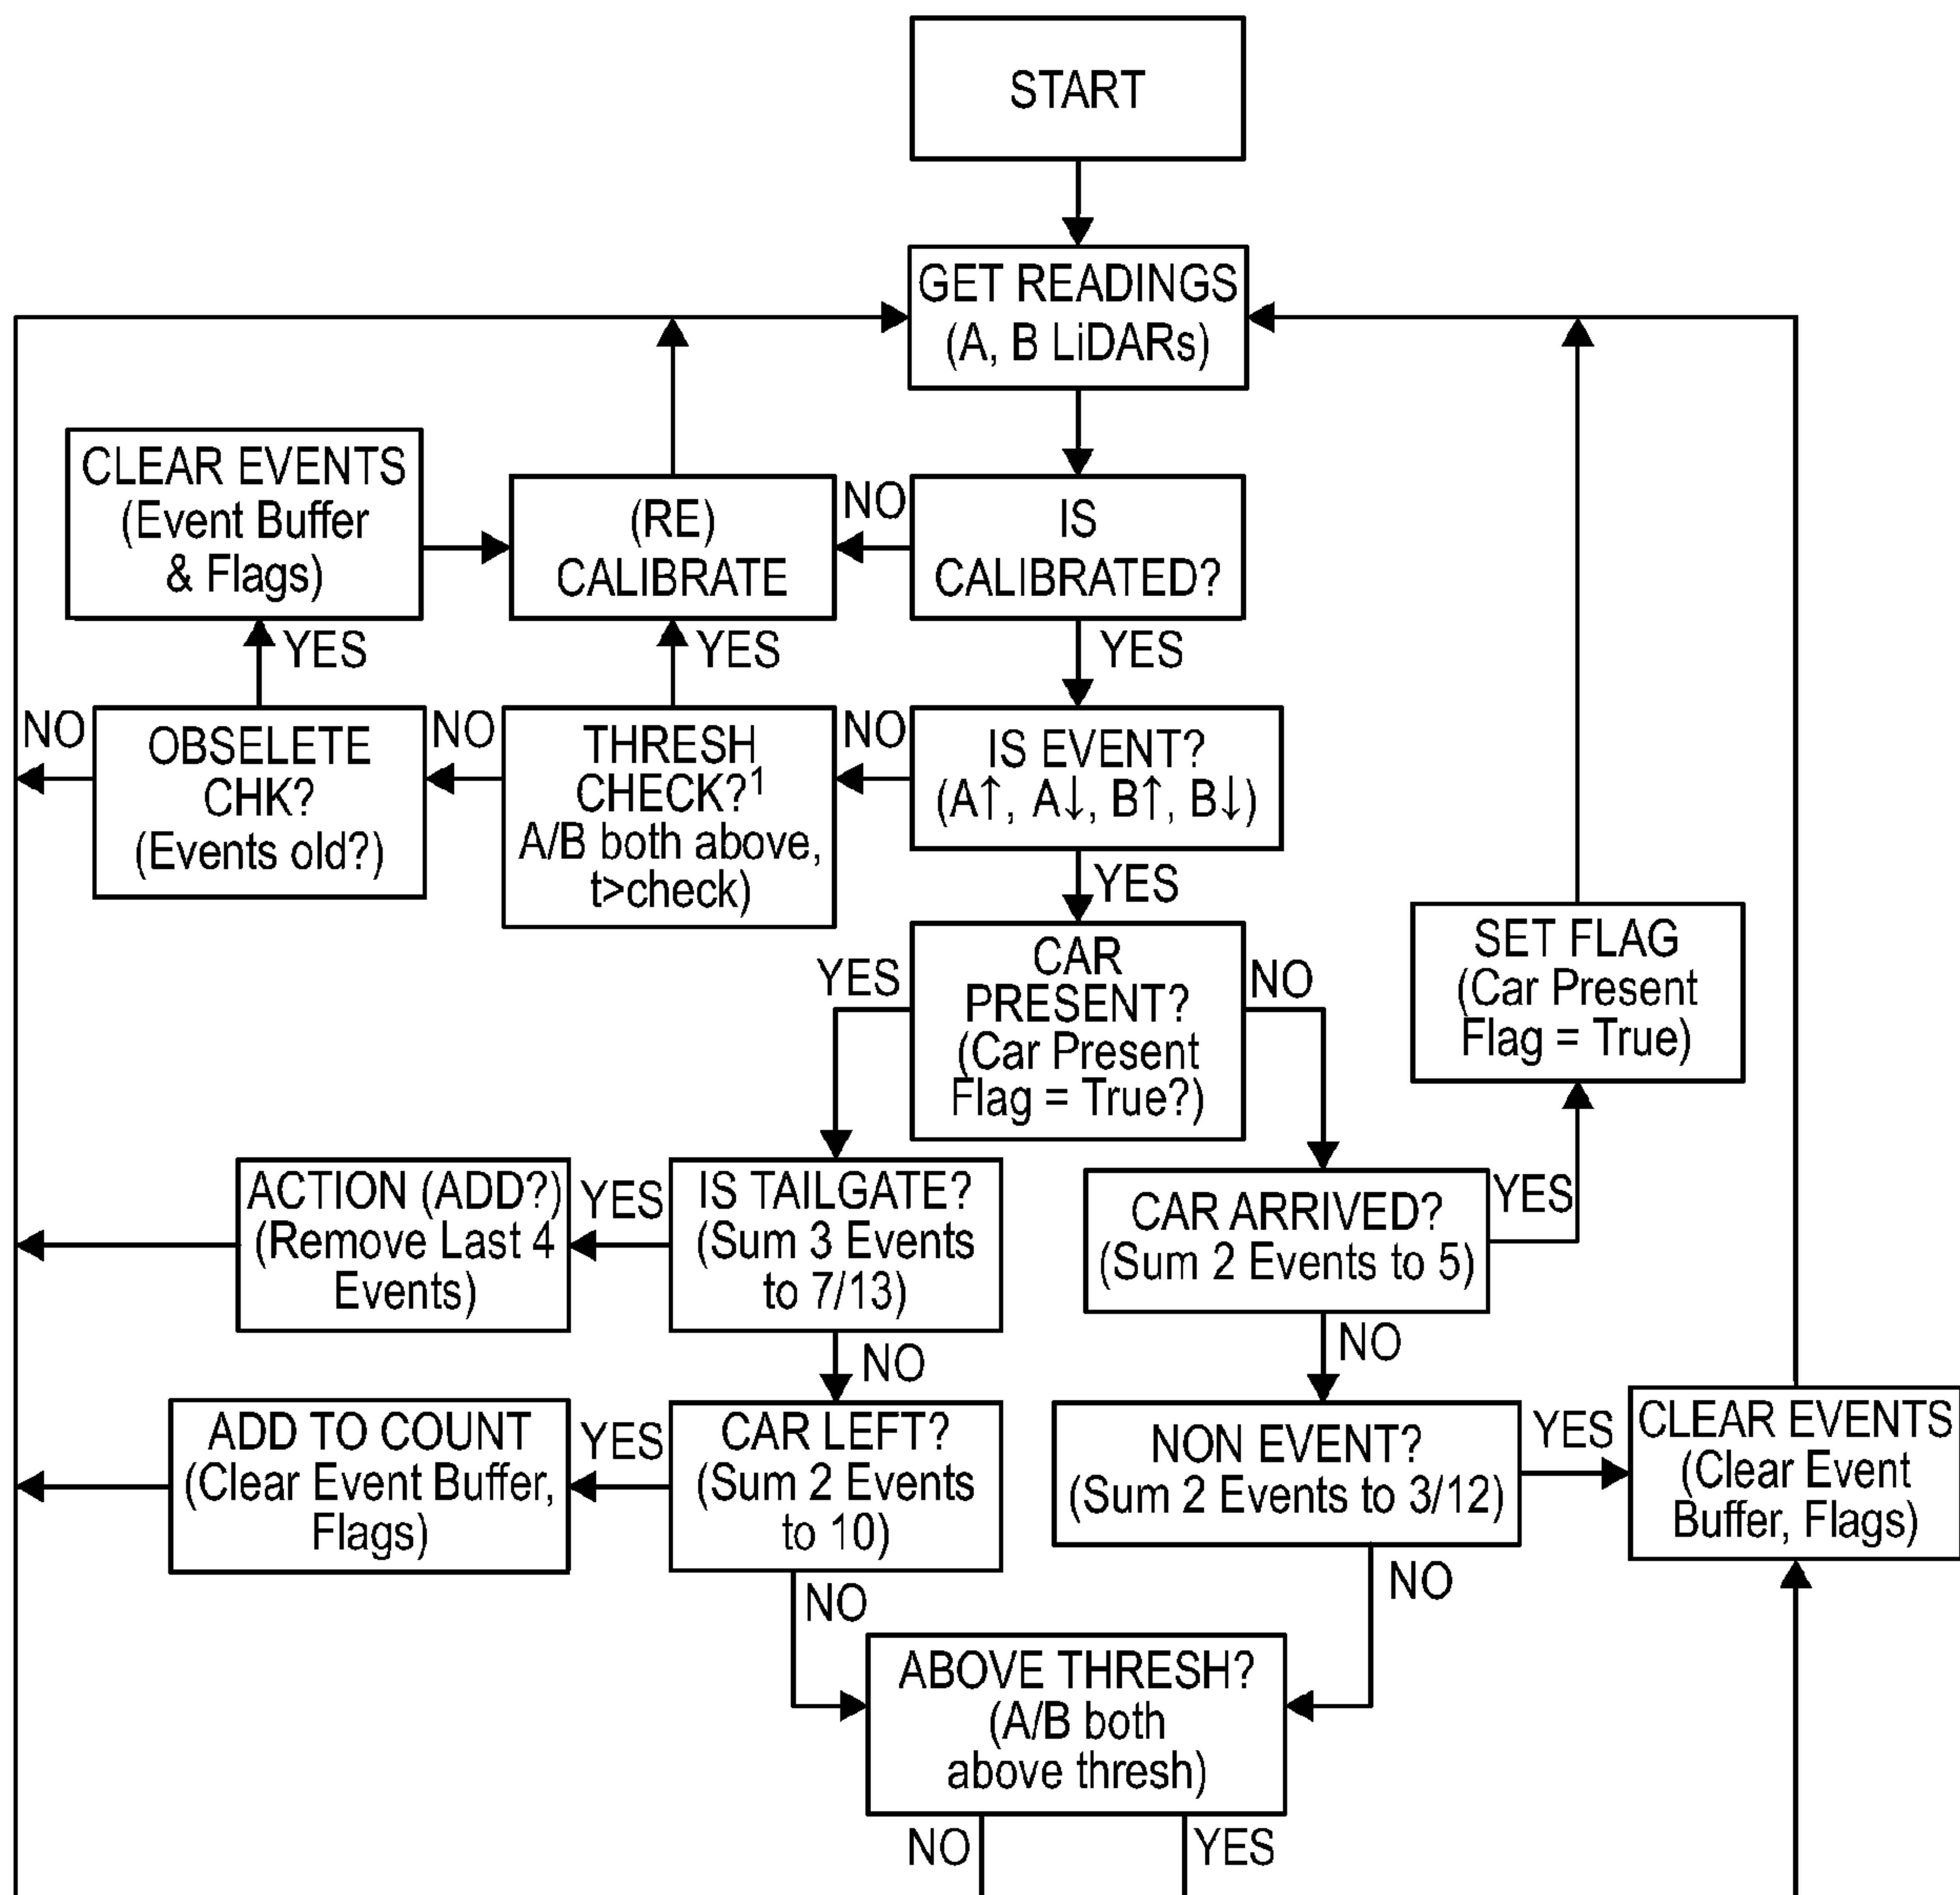 START
GET READINGS
(A, B LiDARs)
CLEAR EVENTS
(Event Buffer
& Flags)
(RE)
CALIBRATE
NO
IS
CALIBRATED?
YES
YES
YES
NO
OBSELETE
CHK?
(Events old?)
NO
THRESH
CHECK?¹
A/B both above,
t>check)
NO
IS EVENT?
(A↑, A↓, B↑, B↓)
YES
YES
CAR
PRESENT?
(Car Present
Flag = True?)
NO
SET FLAG
(Car Present
Flag = True)
ACTION (ADD?)
(Remove Last 4
Events)
YES
IS TAILGATE?
(Sum 3 Events
to 7/13)
CAR ARRIVED?
(Sum 2 Events to 5)
YES
NO
NO
ADD TO COUNT
(Clear Event Buffer,
Flags)
YES
CAR LEFT?
(Sum 2 Events
to 10)
NON EVENT?
(Sum 2 Events to 3/12)
YES
CLEAR EVENTS
(Clear Event
Buffer, Flags)
NO
NO
ABOVE THRESH?
(A/B both
above thresh)
NO
YES